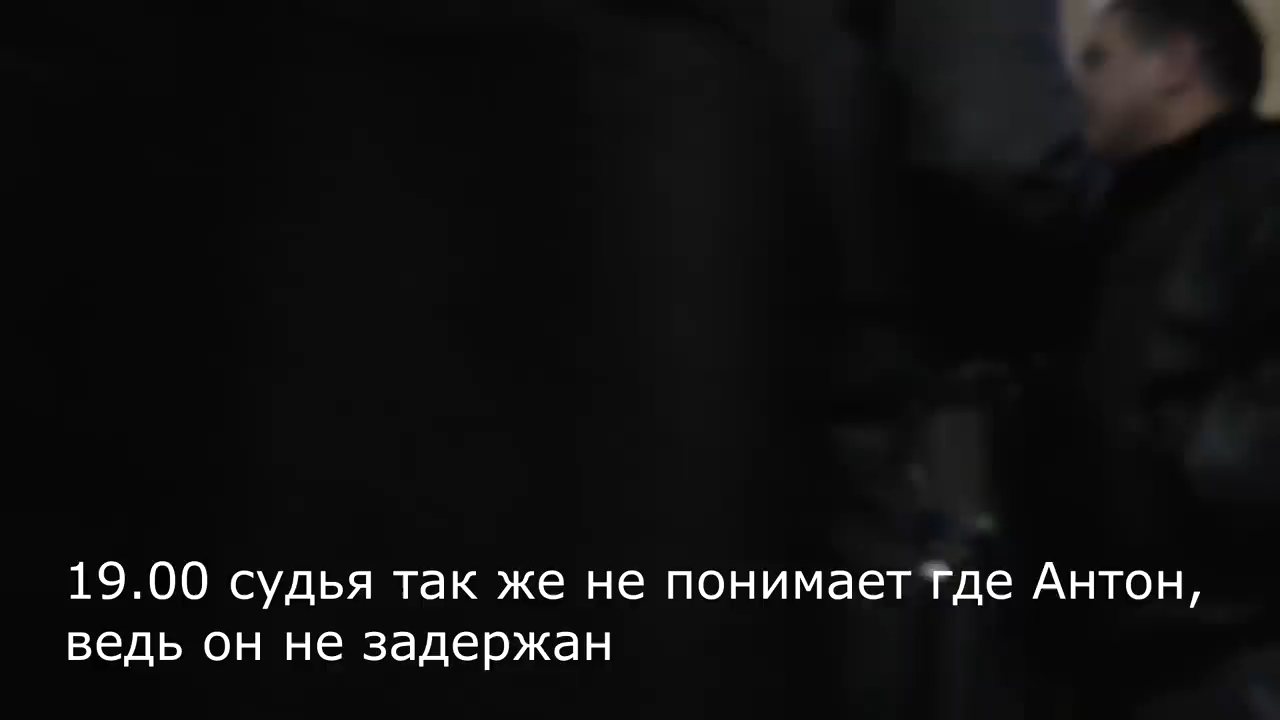 19.00 судья так же не понимает где Антон,
ведь он не задержан